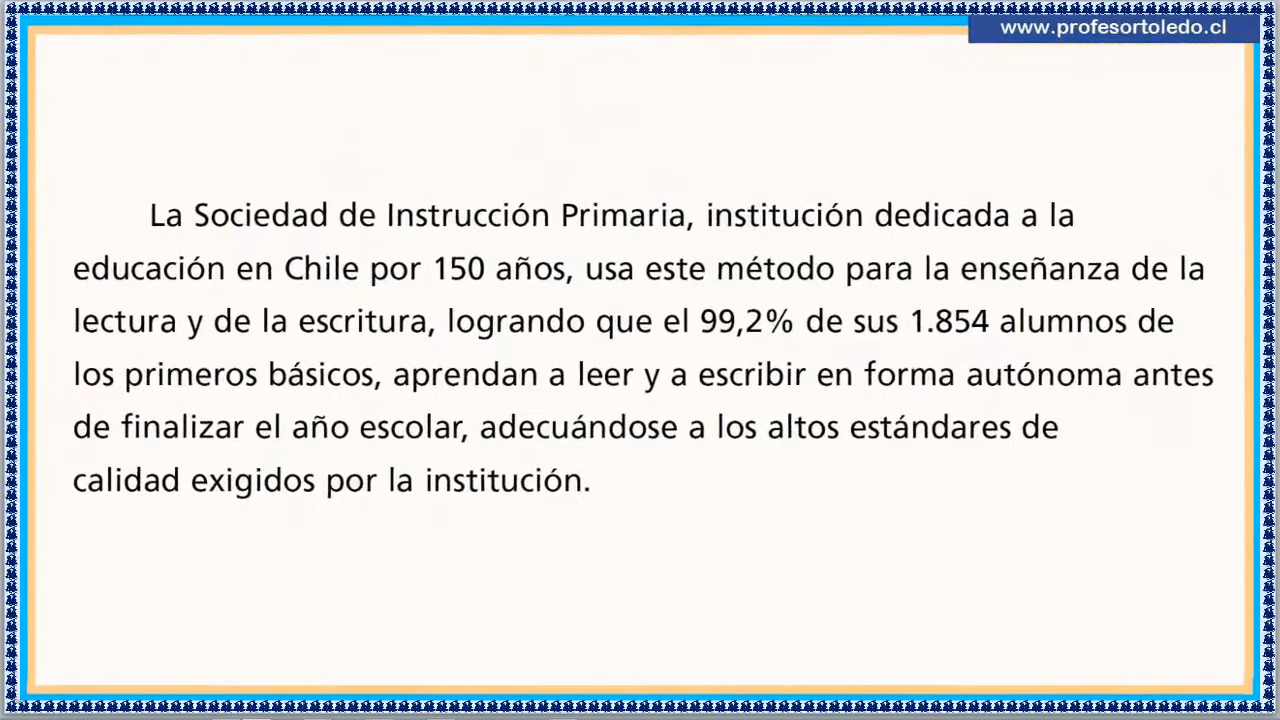 www.profesortoledo.cl
La Sociedad de Instrucción Primaria, institución dedicada a la
educación en Chile por 150 años, usa este método para la enseñanza de la
lectura y de la escritura, logrando que el 99,2% de sus 1.854 alumnos de
los primeros básicos, aprendan a leer y a escribir en forma autónoma antes
de finalizar el año escolar, adecuándose a los altos estándares de
calidad exigidos por la institución.